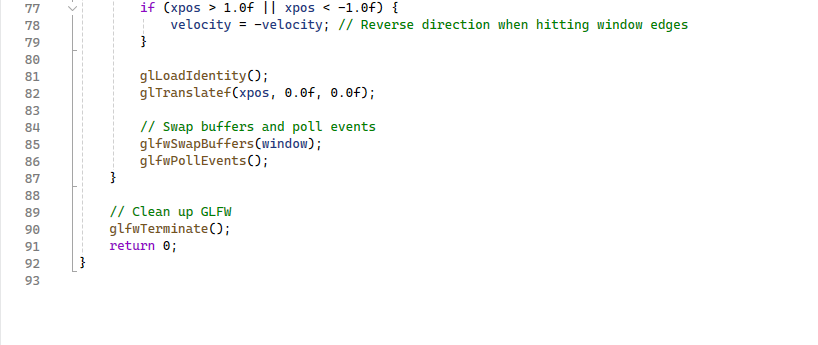 77 if (xpos > 1.0f || xpos < -1.0f) {
78 velocity = -velocity; // Reverse direction when hitting window edges
79 }
80
81 glLoadIdentity();
82 glTranslatef(xpos, 0.0f, 0.0f);
83
84 // Swap buffers and poll events
85 glfwSwapBuffers(window);
86 glfwPollEvents();
87 }
88
89 // Clean up GLFW
90 glfwTerminate();
91 return 0;
92 }
93